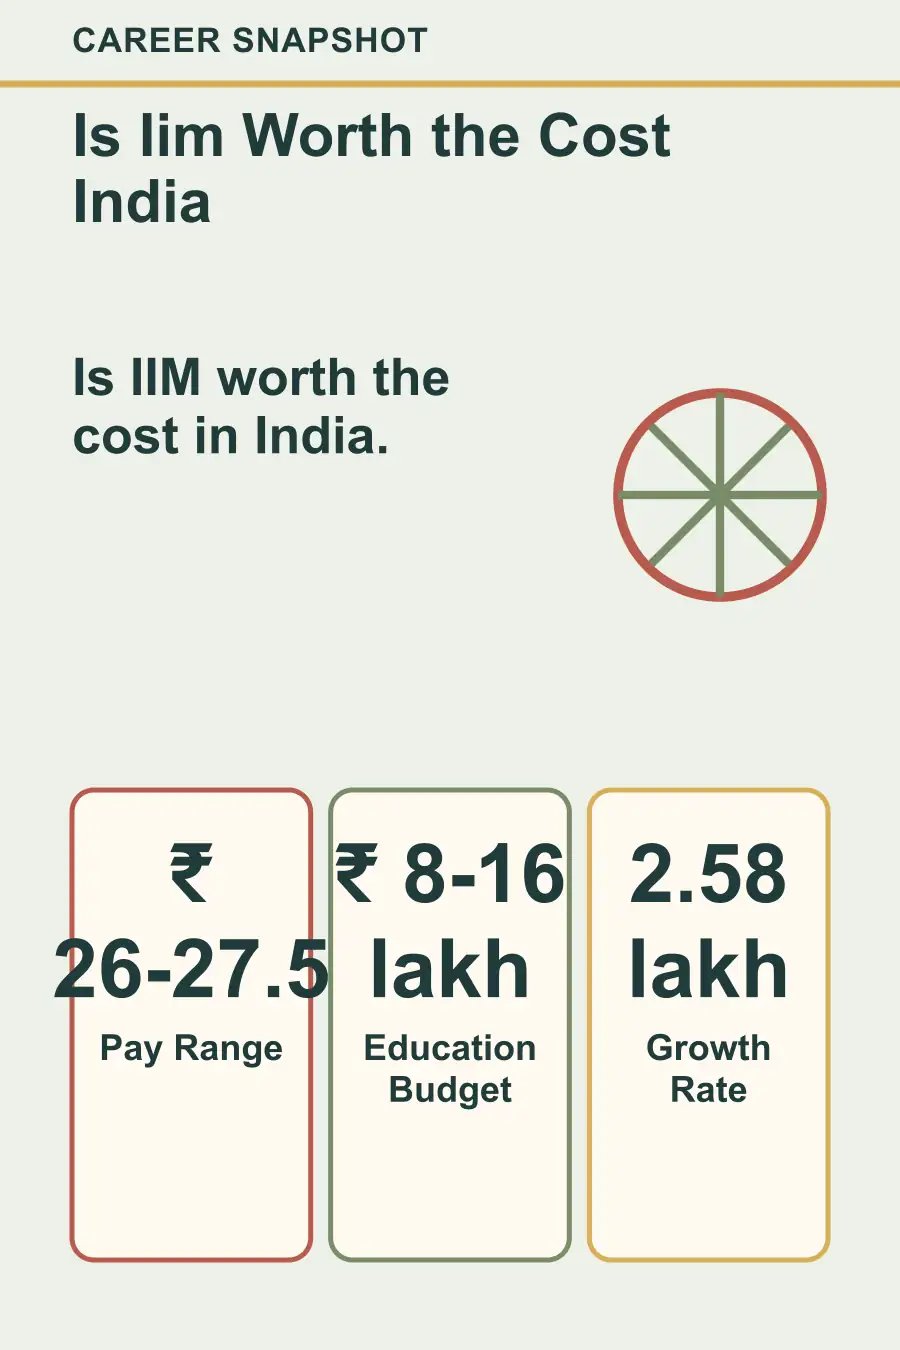 CAREER SNAPSHOT
Is Iim Worth the Cost
India
Is IIM worth the
cost in India.
₹
26-27.5
Pay Range
₹ 8-16
lakh
Education
Budget
2.58
lakh
Growth
Rate